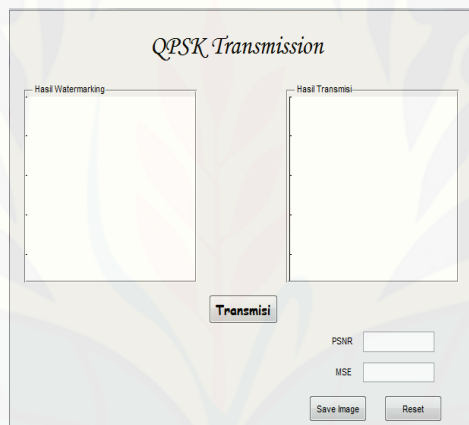 QPSK Transmission
Hasil Watermarking
Hasil Transmisi
Transmisi
PSNR
MSE
Save Image
Reset